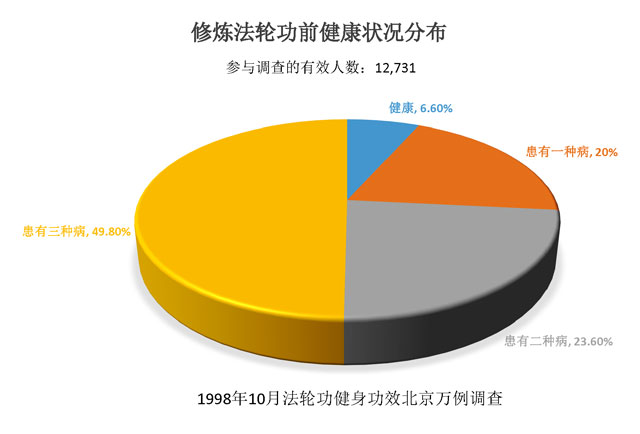 修炼法轮功前健康状况分布
参与调查的有效人数：12,731
健康, 6.60%
患有一种病, 20%
患有三种病, 49.80%
患有二种病, 23.60%
1998年10月法轮功健身功效北京万例调查